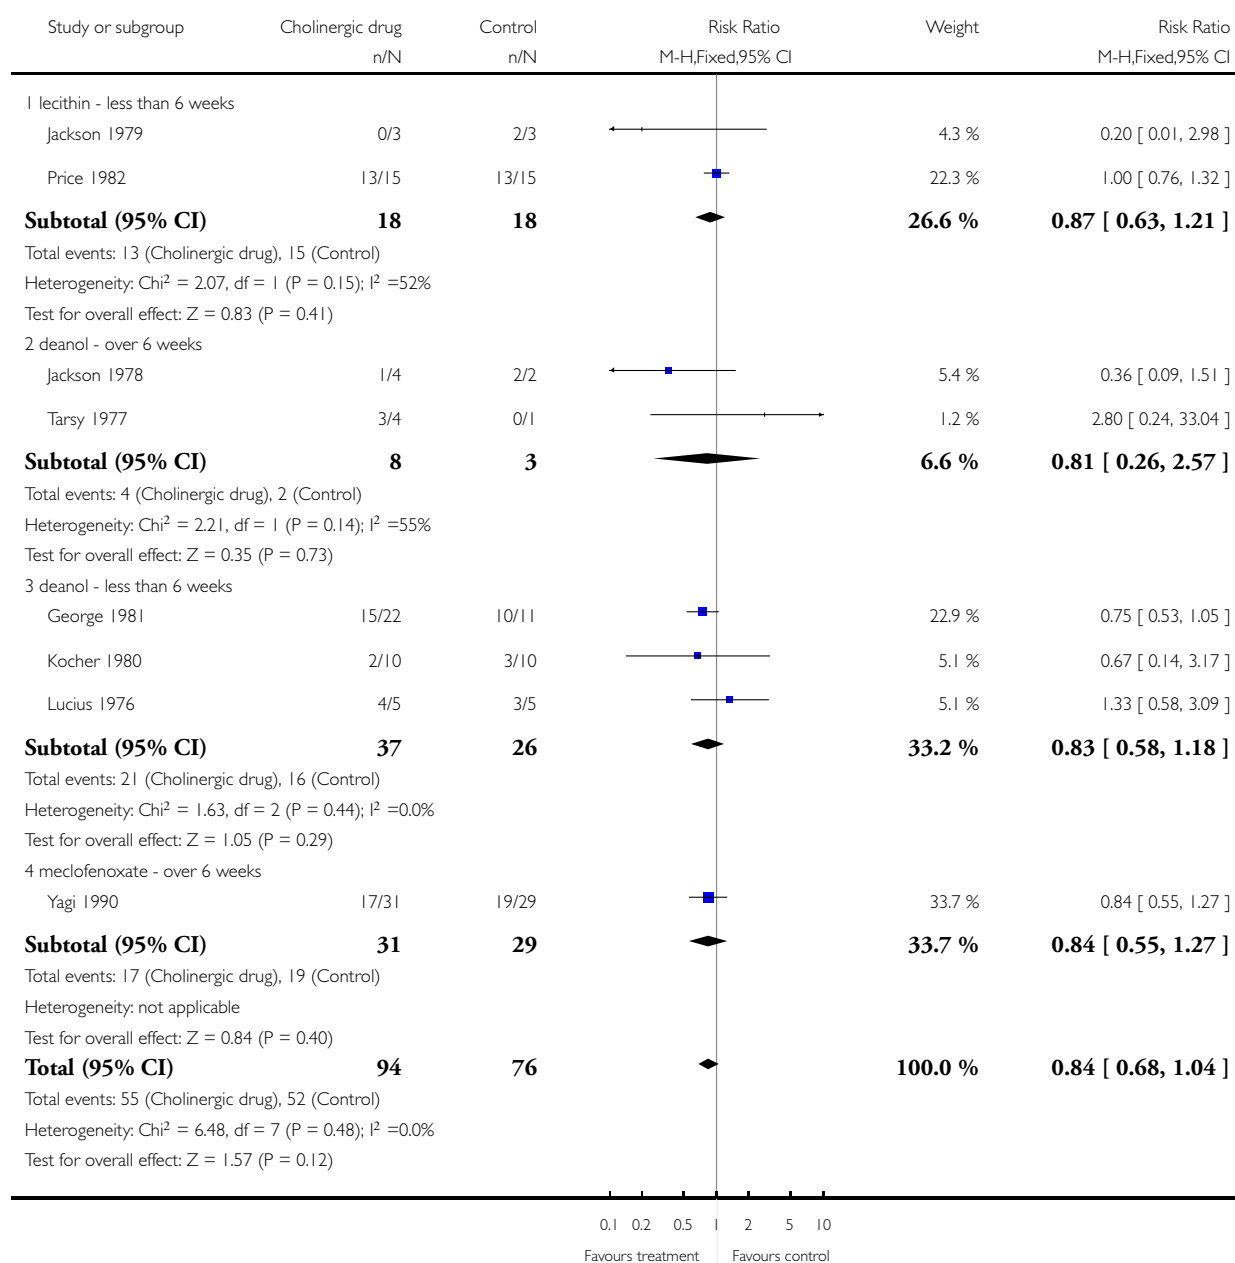 Study or subgroup Cholinergic drug Control Risk Ratio Weight Risk Ratio
n/N n/N M-H,Fixed,95% CI M-H,Fixed,95% CI
1 lecithin - less than 6 weeks
Jackson 1979 0/3 2/3 4.3 % 0.20 [ 0.01, 2.98 ]
Price 1982 13/15 13/15 22.3 % 1.00 [ 0.76, 1.32 ]
Subtotal (95% CI) 18 18 26.6 % 0.87 [ 0.63, 1.21 ]
Total events: 13 (Cholinergic drug), 15 (Control)
Heterogeneity: Chi² = 2.07, df = 1 (P = 0.15); I² =52%
Test for overall effect: Z = 0.83 (P = 0.41)
2 deanol - over 6 weeks
Jackson 1978 1/4 2/2 5.4 % 0.36 [ 0.09, 1.51 ]
Tarsy 1977 3/4 0/1 1.2 % 2.80 [ 0.24, 33.04 ]
Subtotal (95% CI) 8 3 6.6 % 0.81 [ 0.26, 2.57 ]
Total events: 4 (Cholinergic drug), 2 (Control)
Heterogeneity: Chi² = 2.21, df = 1 (P = 0.14); I² =55%
Test for overall effect: Z = 0.35 (P = 0.73)
3 deanol - less than 6 weeks
George 1981 15/22 10/11 22.9 % 0.75 [ 0.53, 1.05 ]
Kocher 1980 2/10 3/10 5.1 % 0.67 [ 0.14, 3.17 ]
Lucius 1976 4/5 3/5 5.1 % 1.33 [ 0.58, 3.09 ]
Subtotal (95% CI) 37 26 33.2 % 0.83 [ 0.58, 1.18 ]
Total events: 21 (Cholinergic drug), 16 (Control)
Heterogeneity: Chi² = 1.63, df = 2 (P = 0.44); I² =0.0%
Test for overall effect: Z = 1.05 (P = 0.29)
4 meclofenoxate - over 6 weeks
Yagi 1990 17/31 19/29 33.7 % 0.84 [ 0.55, 1.27 ]
Subtotal (95% CI) 31 29 33.7 % 0.84 [ 0.55, 1.27 ]
Total events: 17 (Cholinergic drug), 19 (Control)
Heterogeneity: not applicable
Test for overall effect: Z = 0.84 (P = 0.40)
Total (95% CI) 94 76 100.0 % 0.84 [ 0.68, 1.04 ]
Total events: 55 (Cholinergic drug), 52 (Control)
Heterogeneity: Chi² = 6.48, df = 7 (P = 0.48); I² =0.0%
Test for overall effect: Z = 1.57 (P = 0.12)
0.1 0.2 0.5 1 2 5 10
Favours treatment Favours control